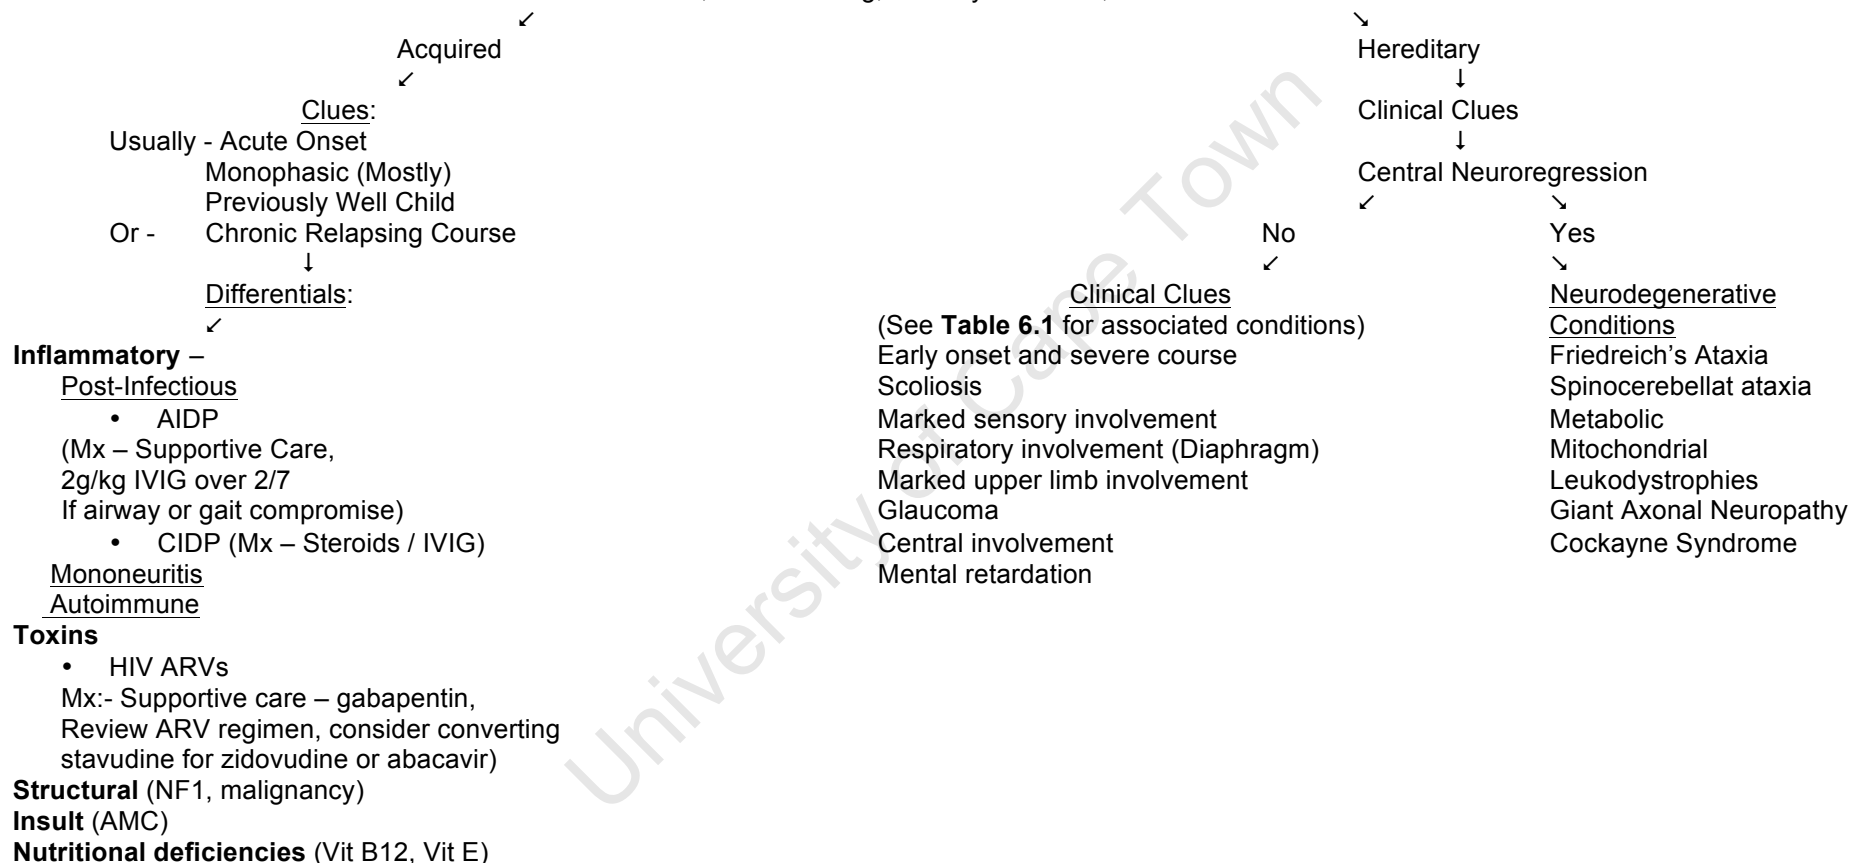 Acquired
Clues:
Usually - Acute Onset
Monophasic (Mostly)
Previously Well Child
Or - Chronic Relapsing Course
Differentials:
Inflammatory –
Post-Infectious
• AIDP
(Mx – Supportive Care,
2g/kg IVIG over 2/7
If airway or gait compromise)
• CIDP (Mx – Steroids / IVIG)
Mononeuritis
Autoimmune
Toxins
• HIV ARVs
Mx:- Supportive care – gabapentin,
Review ARV regimen, consider converting
stavudine for zidovudine or abacavir)
Structural (NF1, malignancy)
Insult (AMC)
Nutritional deficiencies (Vit B12, Vit E)
Hereditary
Clinical Clues
Central Neuroregression
No
Clinical Clues
(See Table 6.1 for associated conditions)
Early onset and severe course
Scoliosis
Marked sensory involvement
Respiratory involvement (Diaphragm)
Marked upper limb involvement
Glaucoma
Central involvement
Mental retardation
Yes
Neurodegenerative
Conditions
Friedreich's Ataxia
Spinocerebellat ataxia
Metabolic
Mitochondrial
Leukodystrophies
Giant Axonal Neuropathy
Cockayne Syndrome
University of Cape Town